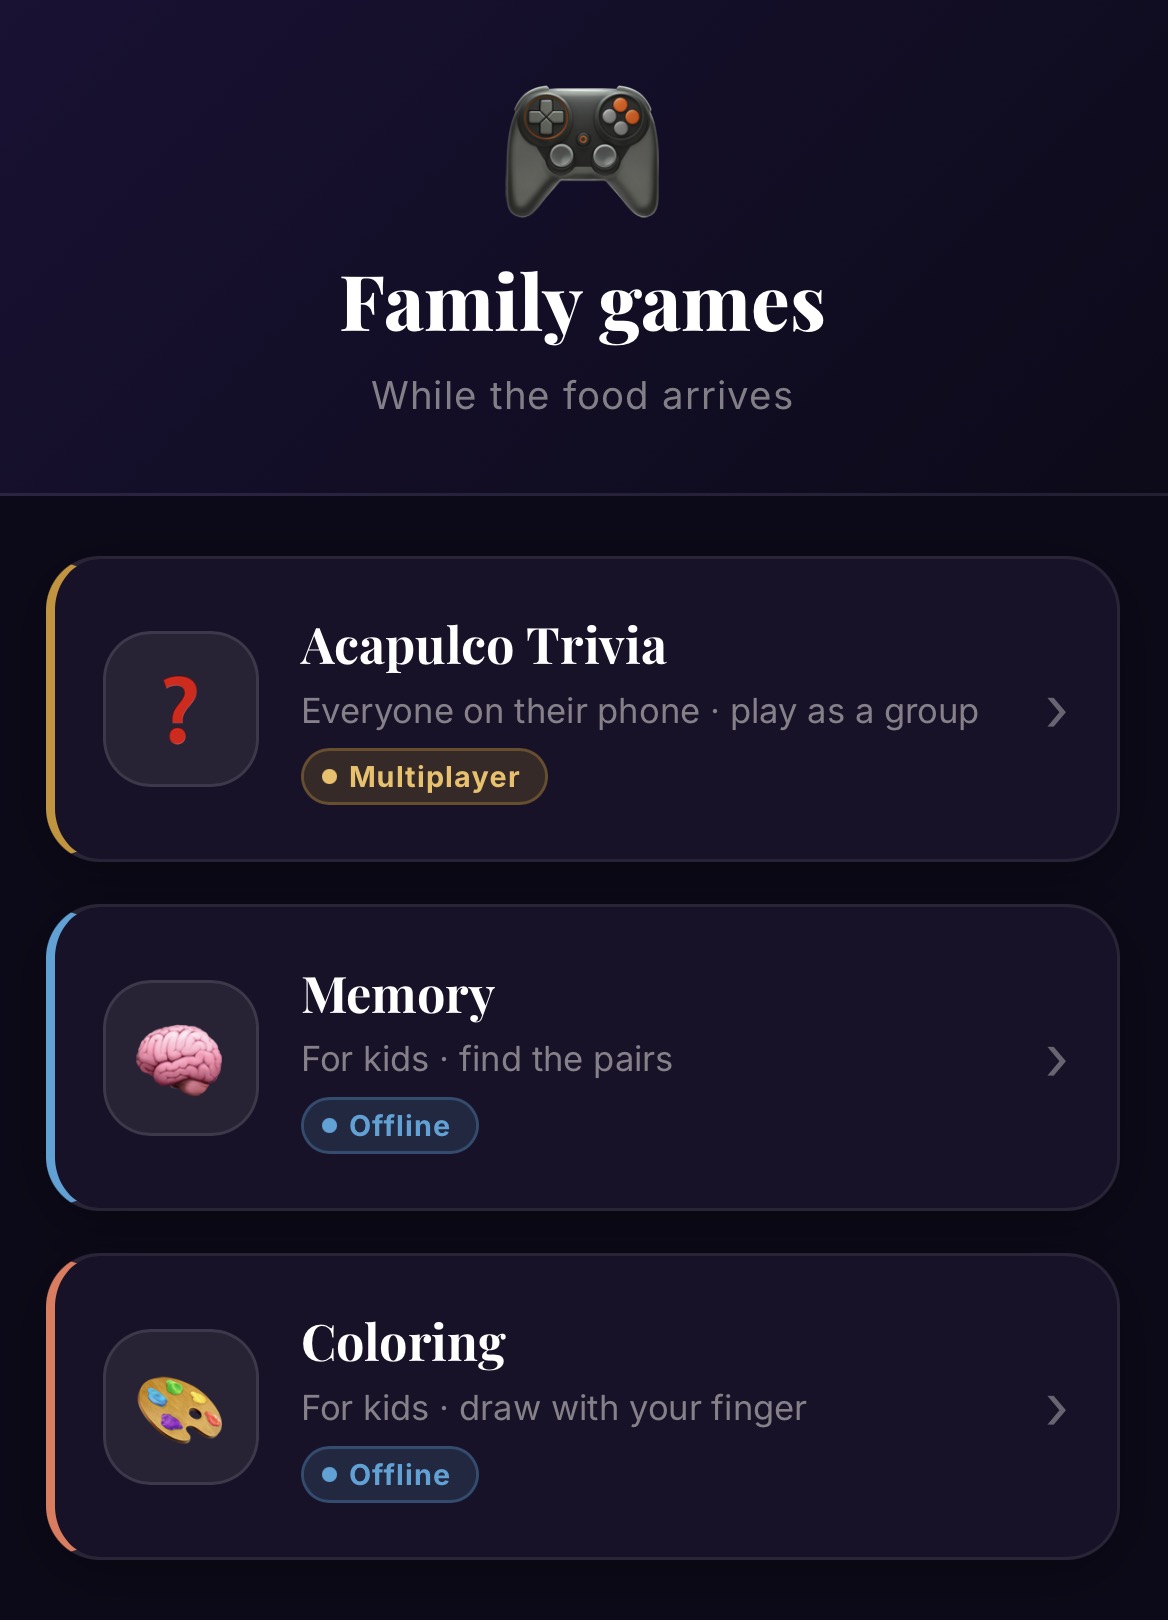 Family games
While the food arrives
Acapulco Trivia
Everyone on their phone · play as a group
Multiplayer
Memory
For kids · find the pairs
Offline
Coloring
For kids · draw with your finger
Offline